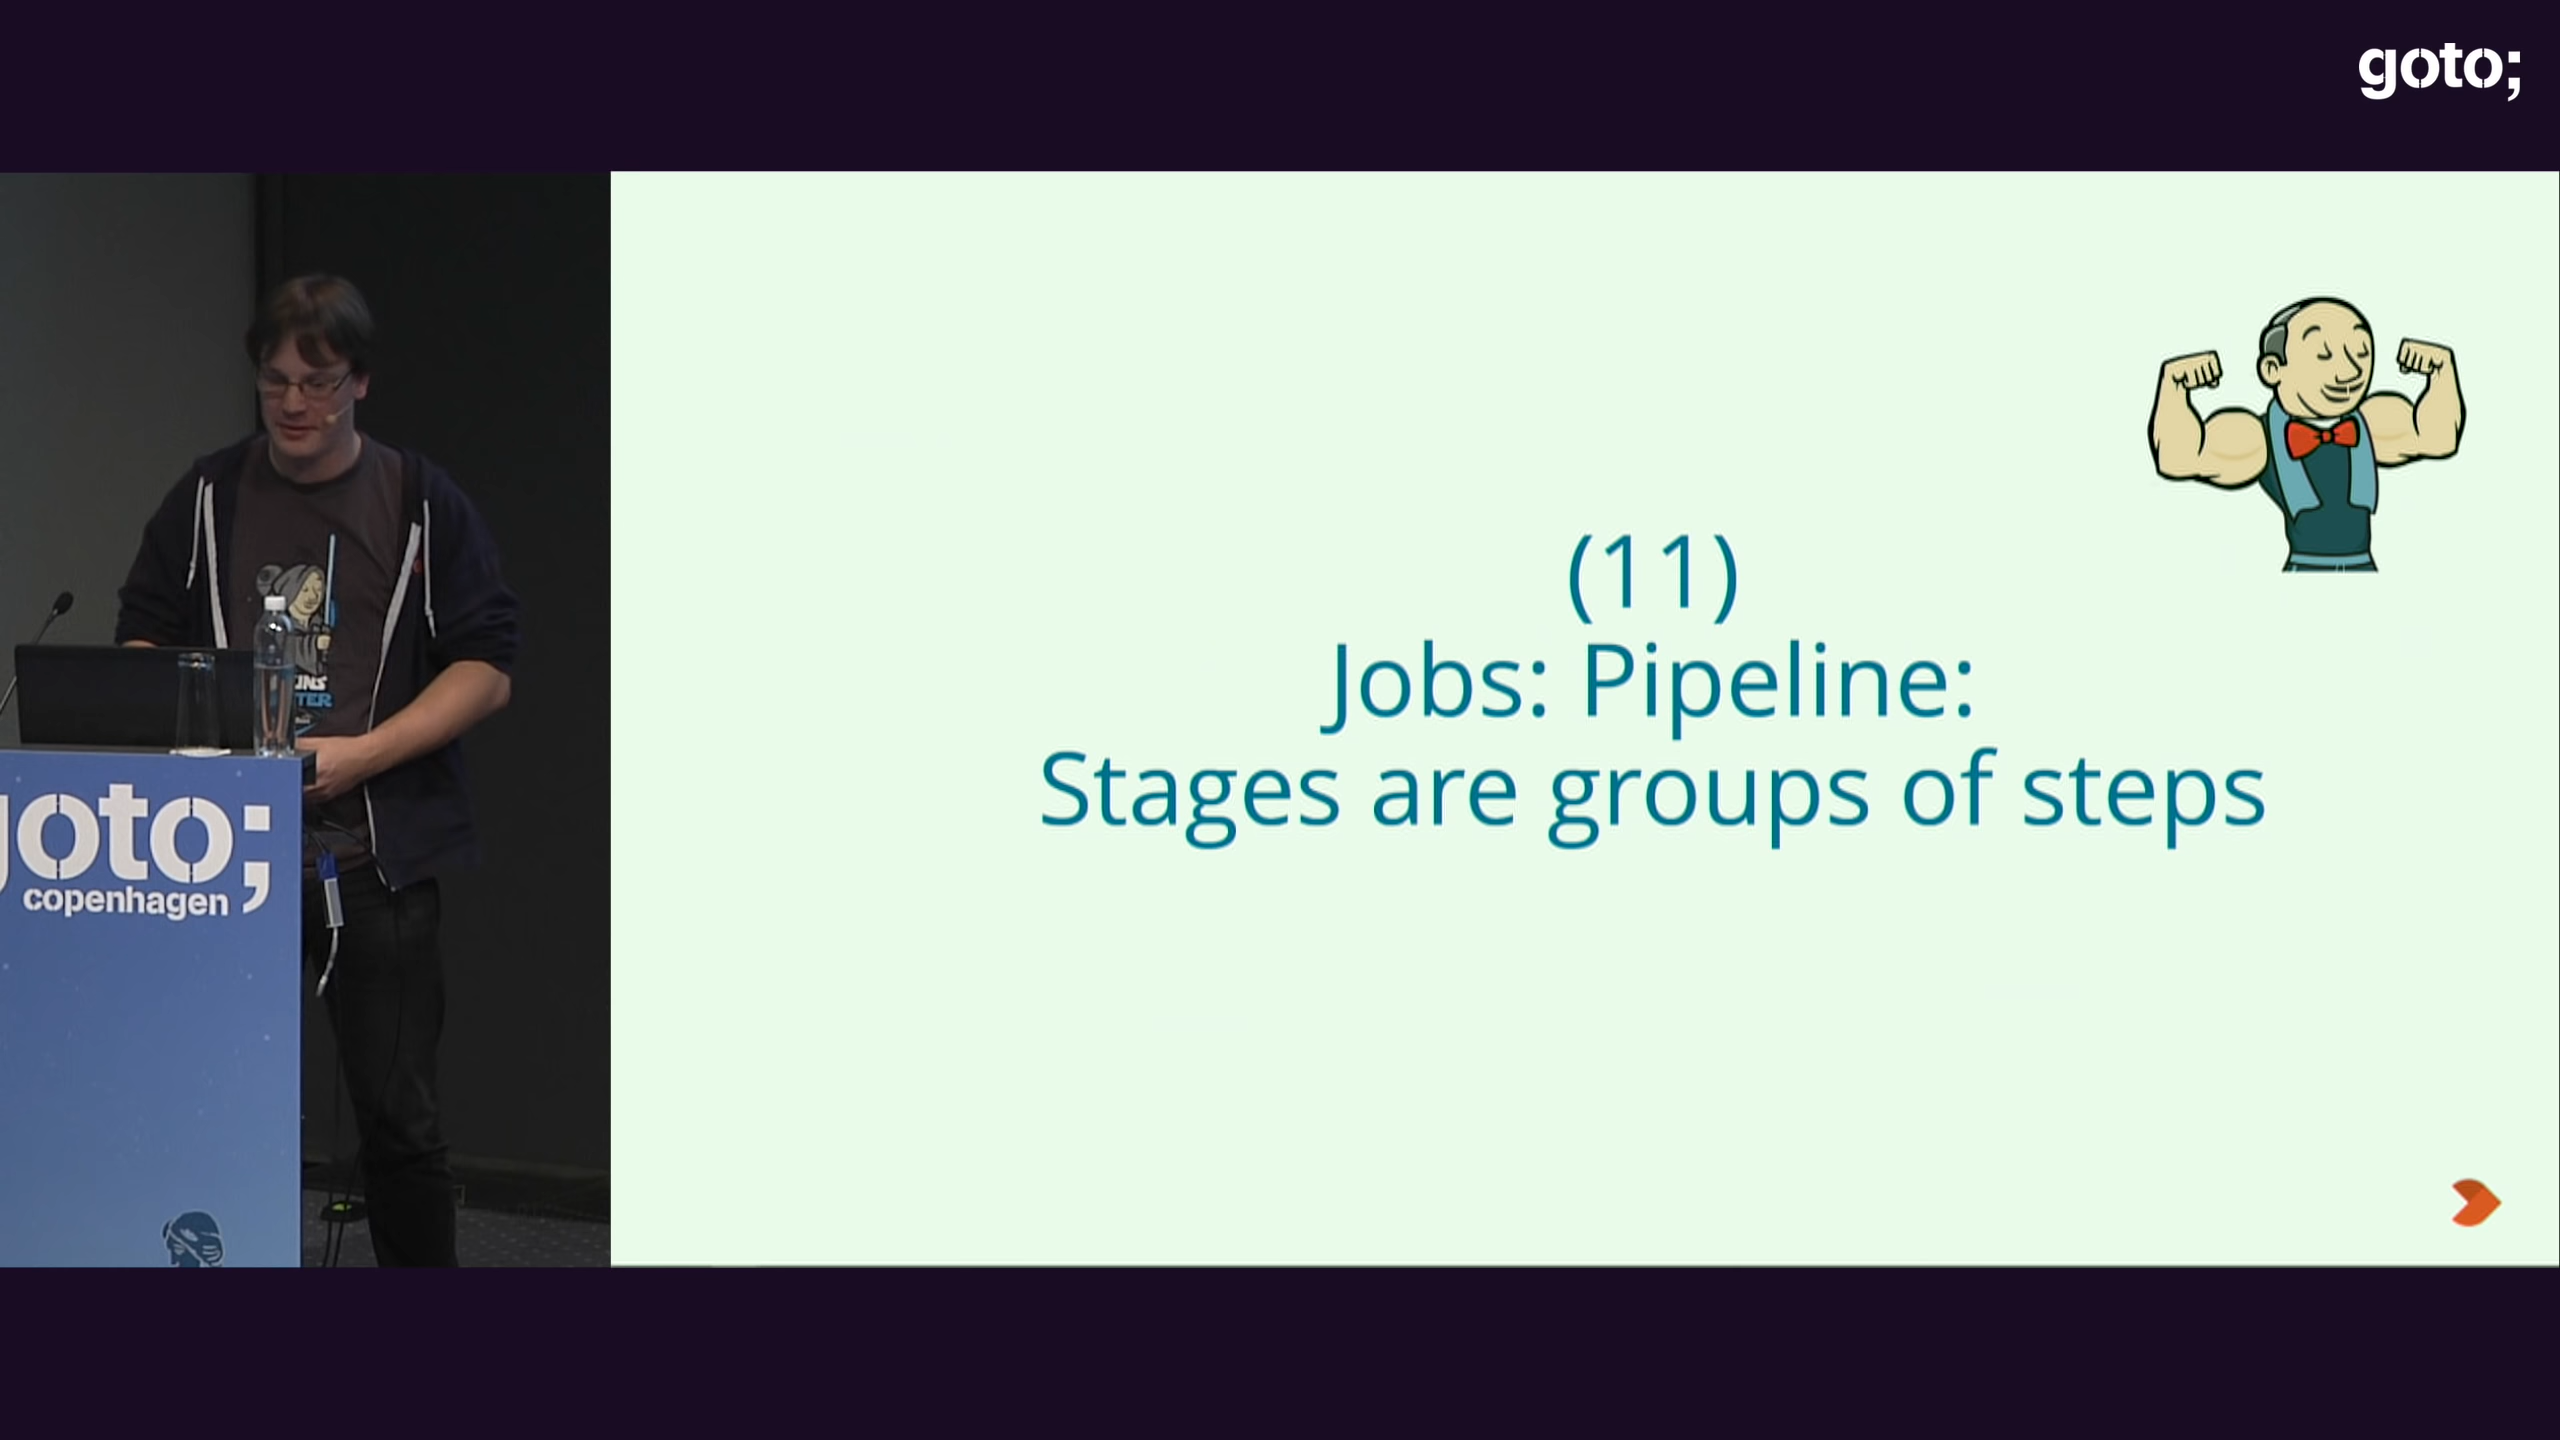 goto;
(11)
Jobs: Pipeline:
Stages are groups of steps
goto;
copenhagen